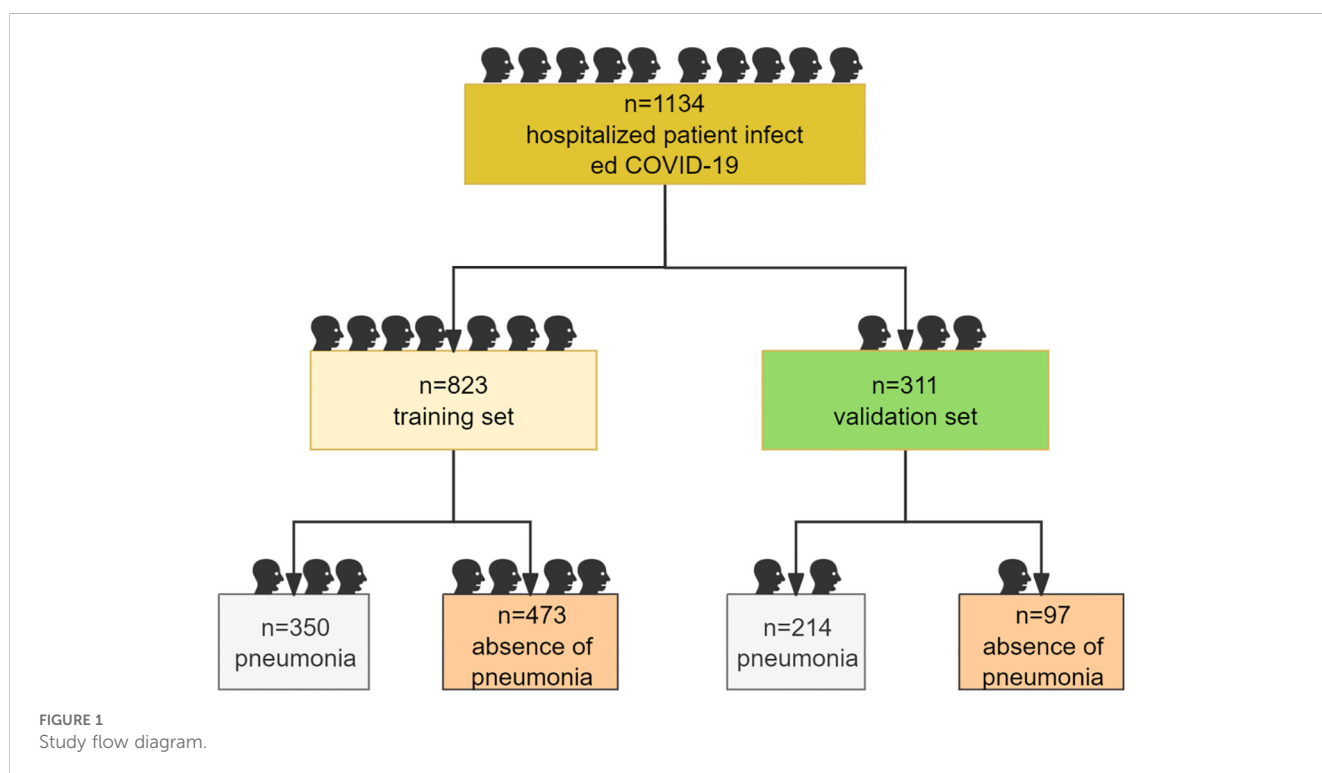 n=1134
hospitalized patient infect
ed COVID-19
n=823
training set
n=311
validation set
n=350
pneumonia
n=473
absence of
pneumonia
n=214
pneumonia
n=97
absence of
pneumonia
FIGURE 1
Study flow diagram.